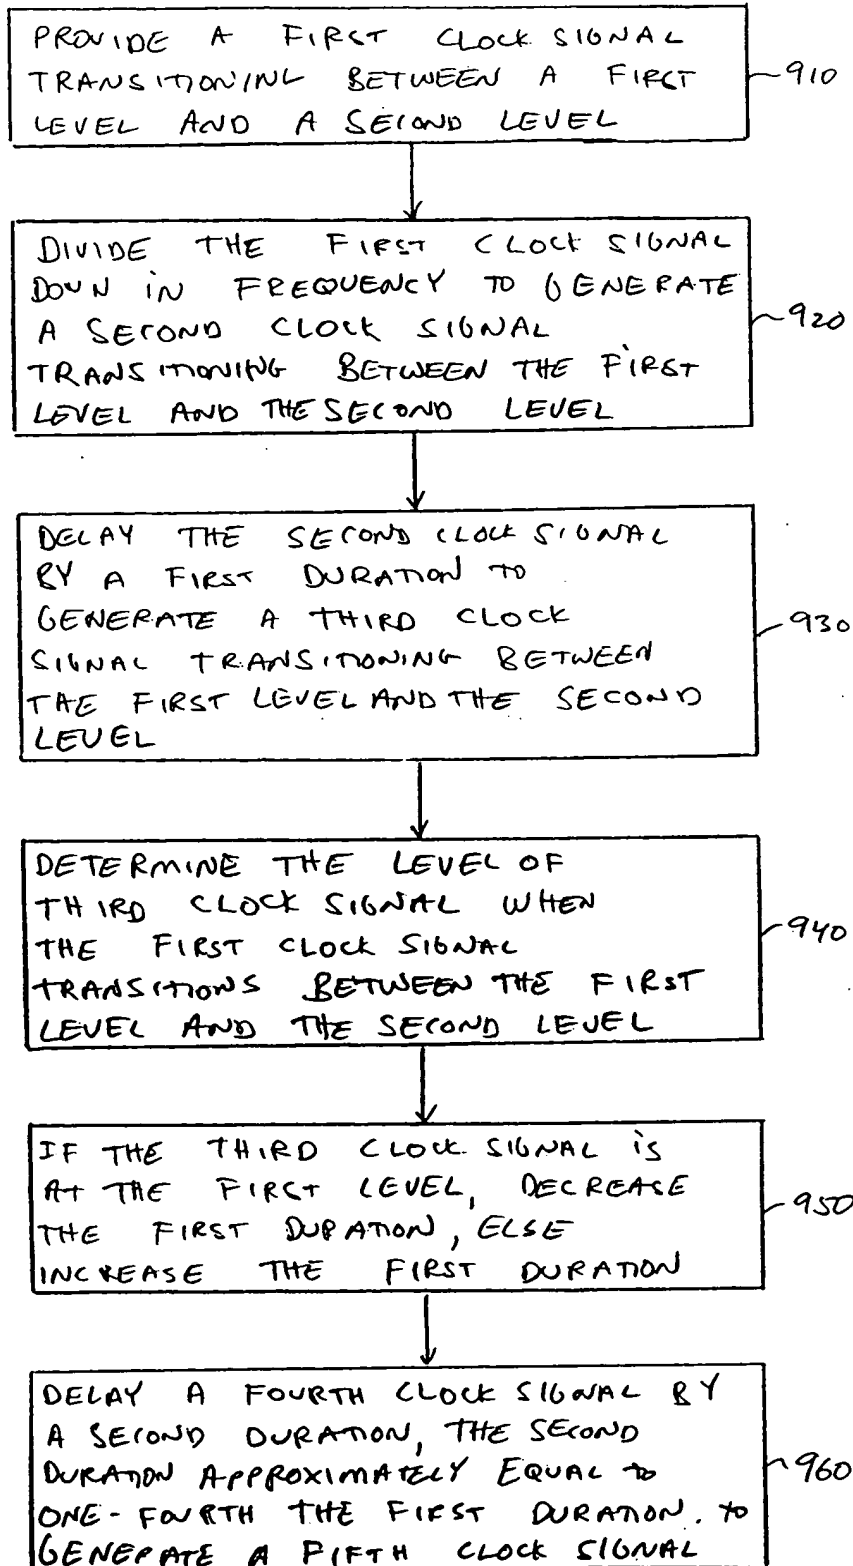 PROVIDE A FIRST CLOCK SIGNAL
TRANSITIONING BETWEEN A FIRST
LEVEL AND A SECOND LEVEL
910
DIVIDE THE FIRST CLOCK SIGNAL
DOWN IN FREQUENCY TO GENERATE
A SECOND CLOCK SIGNAL
TRANSITIONING BETWEEN THE FIRST
LEVEL AND THE SECOND LEVEL
920
DELAY THE SECOND CLOCK SIGNAL
BY A FIRST DURATION TO
GENERATE A THIRD CLOCK
SIGNAL TRANSITIONING BETWEEN
THE FIRST LEVEL AND THE SECOND
LEVEL
930
DETERMINE THE LEVEL OF
THIRD CLOCK SIGNAL WHEN
THE FIRST CLOCK SIGNAL
TRANSITIONS BETWEEN THE FIRST
LEVEL AND THE SECOND LEVEL
940
IF THE THIRD CLOCK SIGNAL IS
AT THE FIRST LEVEL, DECREASE
THE FIRST DURATION, ELSE
INCREASE THE FIRST DURATION
950
DELAY A FOURTH CLOCK SIGNAL BY
A SECOND DURATION, THE SECOND
DURATION APPROXIMATELY EQUAL TO
ONE-FOURTH THE FIRST DURATION. TO
GENERATE A FIFTH CLOCK SIGNAL
960